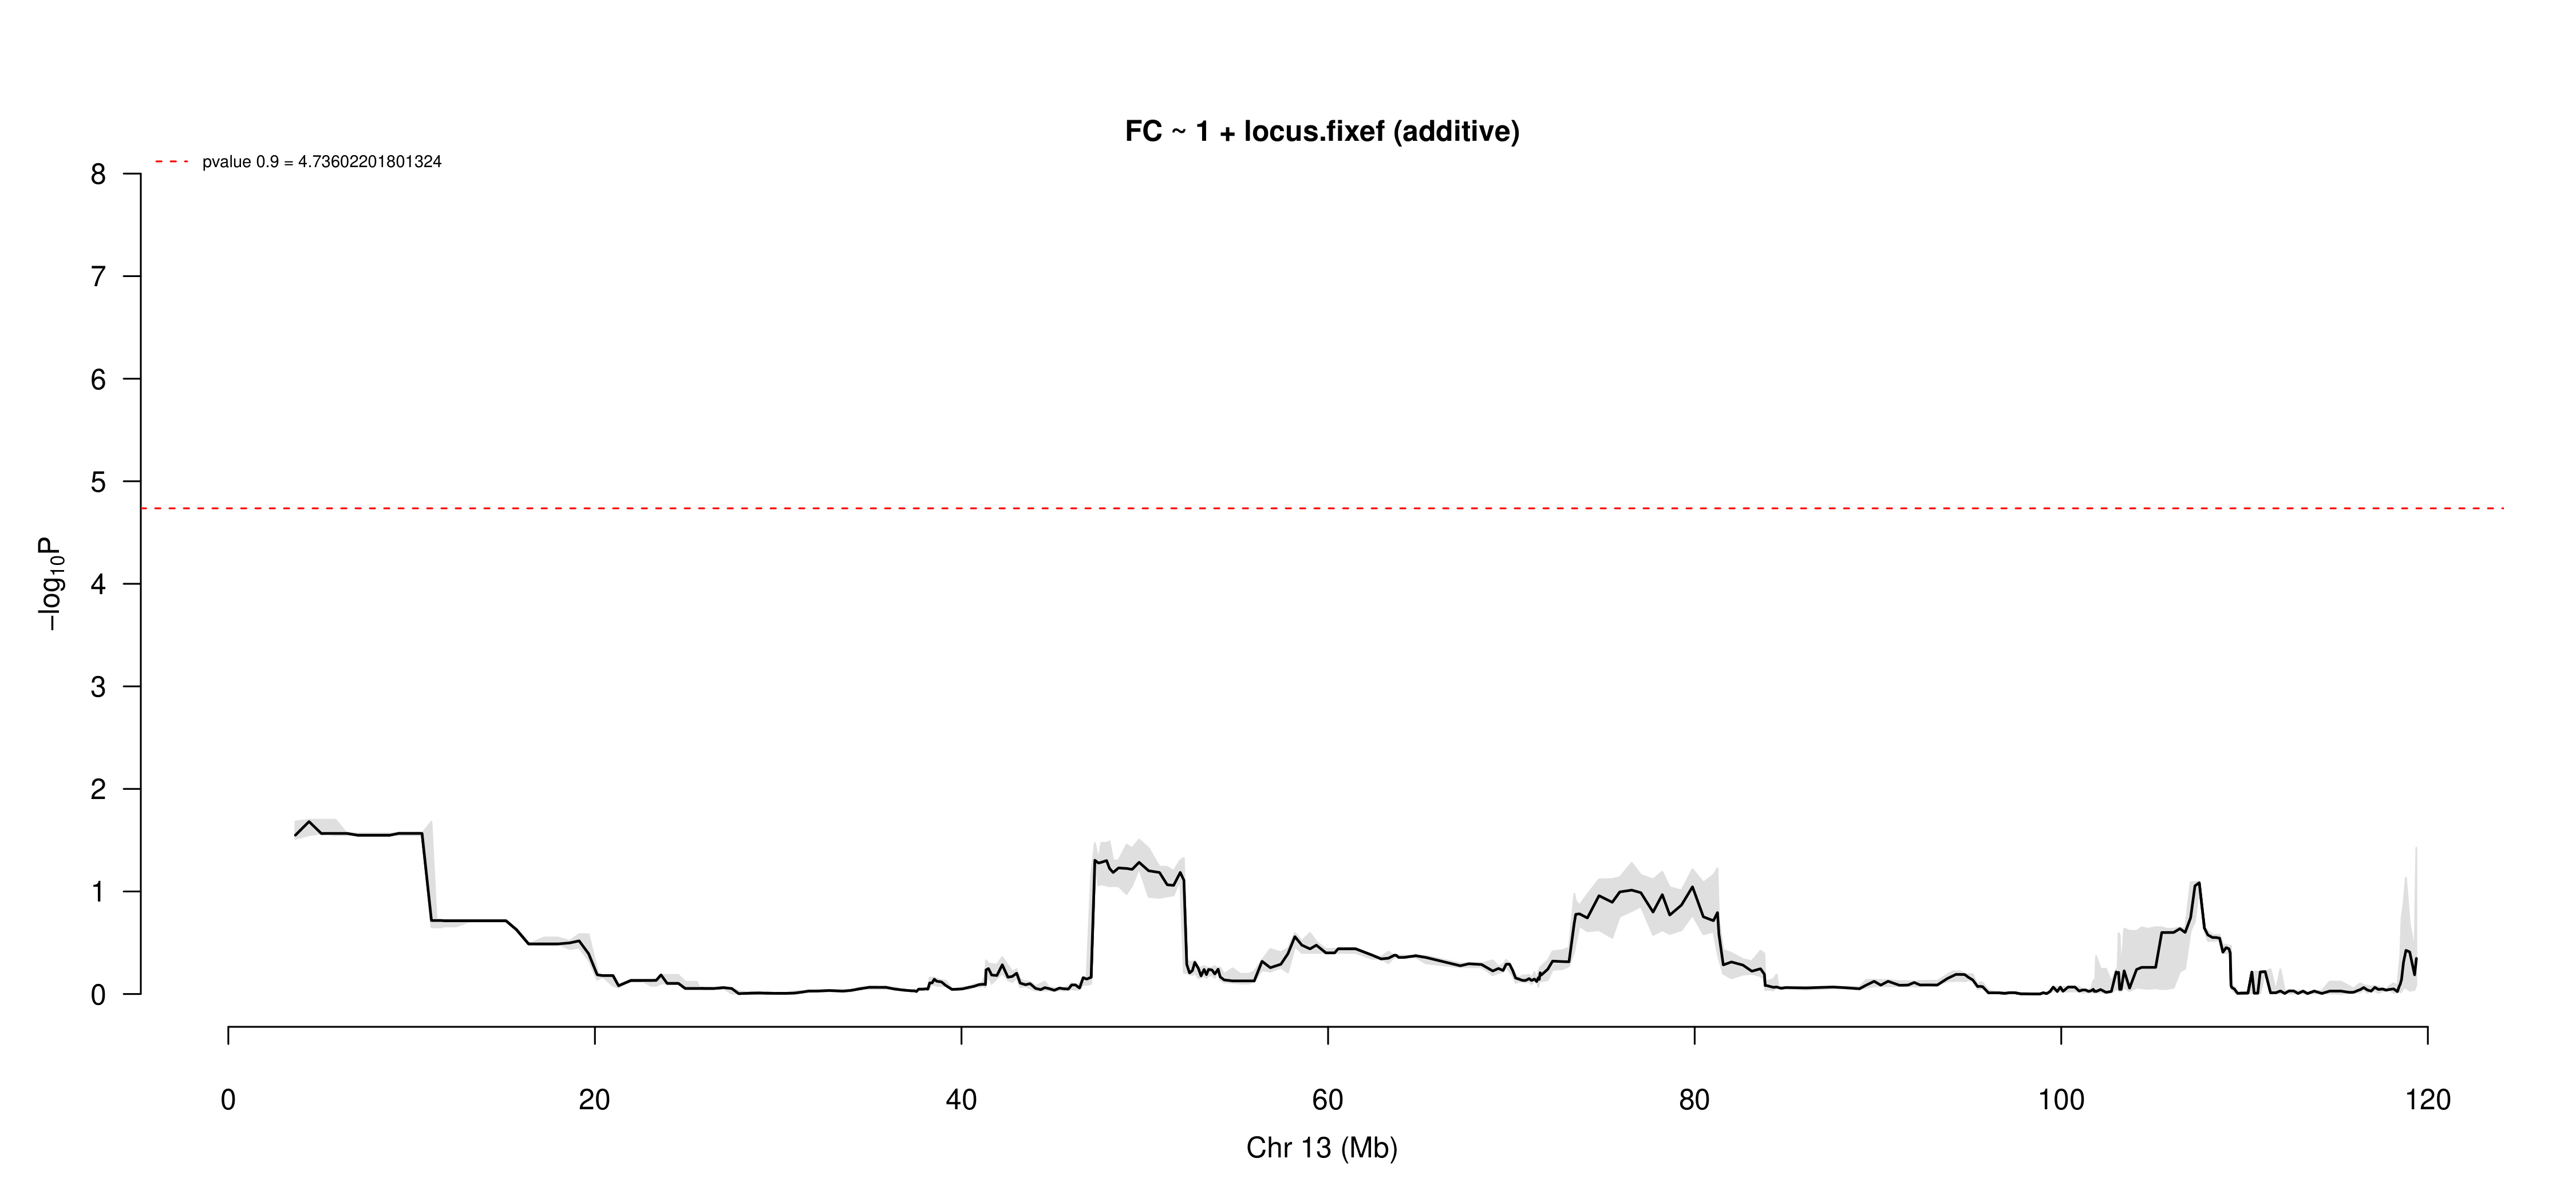 FC ~ 1 + locus.fixef (additive)
pvalue 0.9 = 4.73602201801324
8
7
6
5
4
3
2
1
0
−log10P
0 20 40 60 80 100 120
Chr 13 (Mb)